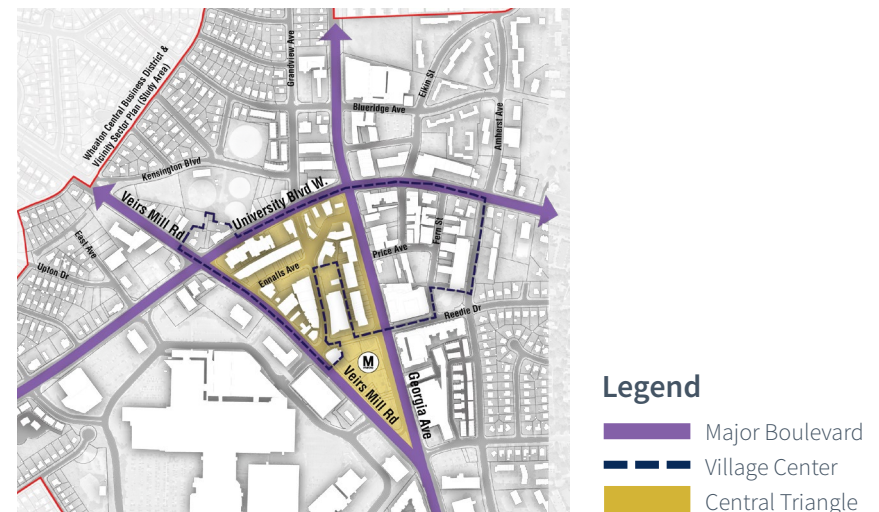 Wheaton Central Business District &
Vicinity Sector Plan (Study Area)
Grandview Ave
Elkin St
Blueridge Ave
Amherst Ave
Kensington Blvd
Veirs Mill Rd
University Blvd W.
East Ave
Upton Dr
Ennalls Ave
Price Ave
Fern St
Reedie Dr
M
Veirs Mill Rd
Georgia Ave
Legend
Major Boulevard
Village Center
Central Triangle